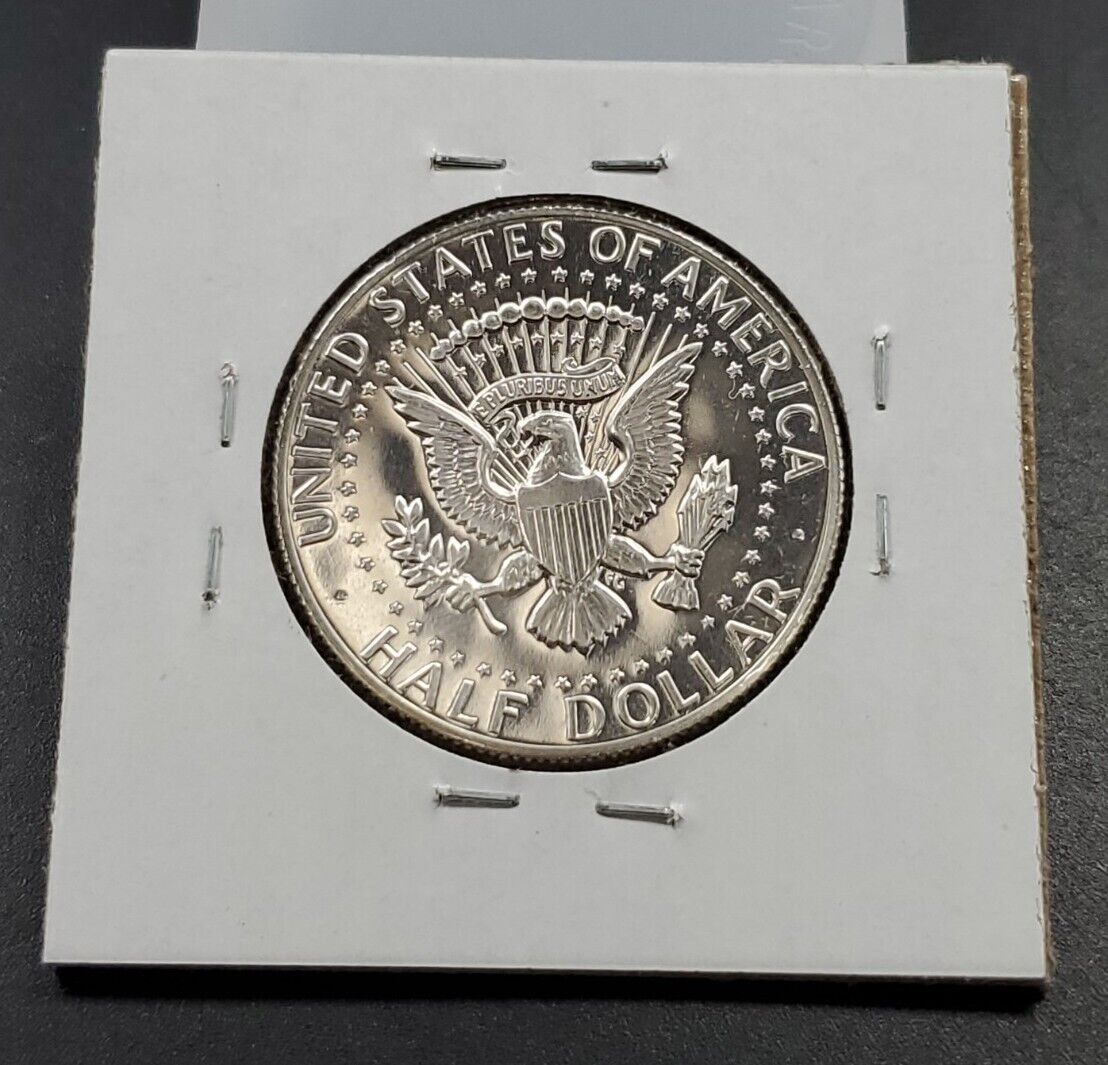 UNITED STATES OF AMERICA
E PLURIBUS UNUM
FG
HALF DOLLAR